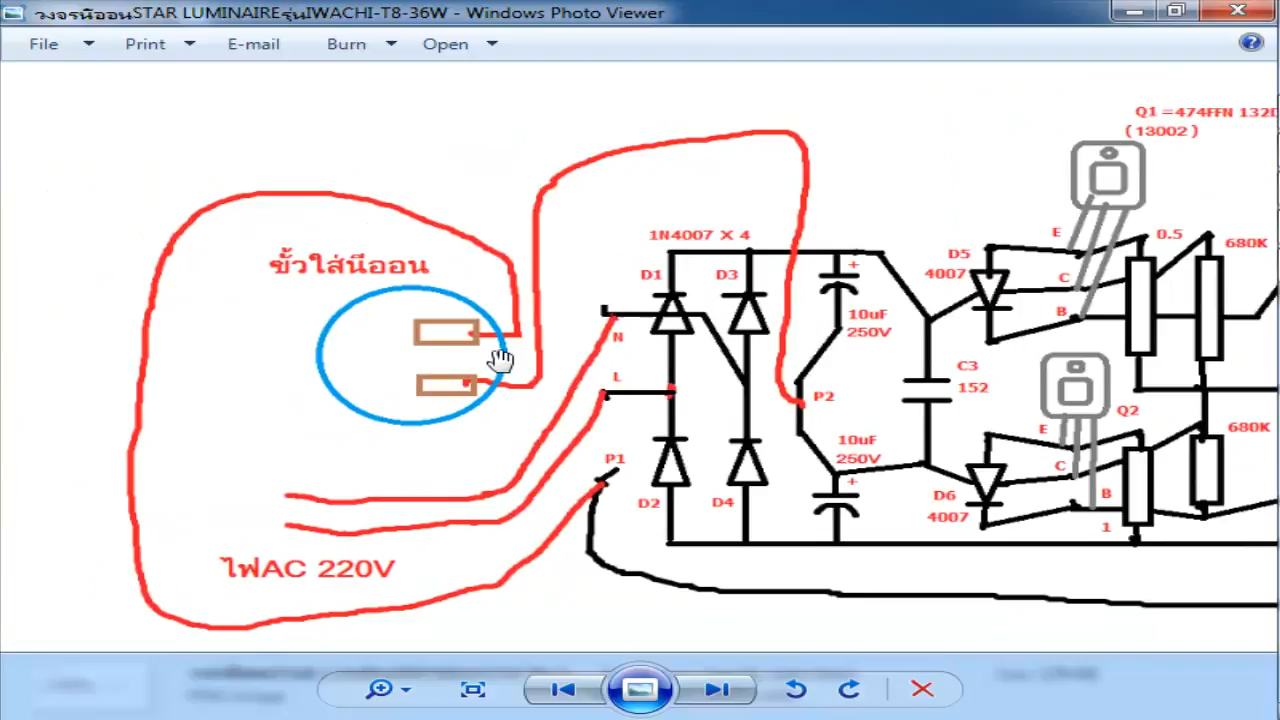 วงจรนีออนSTAR LUMINAIREรุ่นIWACHI-T8-36W - Windows Photo Viewer
File Print E-mail Burn Open
Q1 =474FFN 132D
(13002)
1N4007 X 4
E
0.5
680K
ขั้วใส่นีออน
D1
D3
+
D5
4007
C
B
10uF
250V
N
L
C3
152
P2
Q2
10uF
250V
E
680K
P1
C
+
D2
D4
D6
4007
B
1
ไฟAC 220V